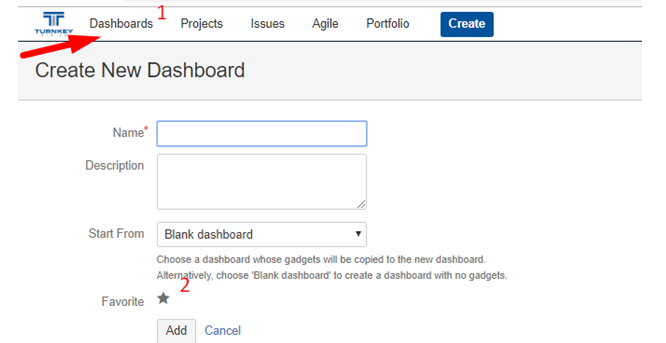 TURNKEY
Dashboards 1 Projects Issues Agile Portfolio Create
Create New Dashboard
Name*
Description
Start From Blank dashboard
Choose a dashboard whose gadgets will be copied to the new dashboard.
Alternatively, choose 'Blank dashboard' to create a dashboard with no gadgets.
2
Favorite
Add Cancel